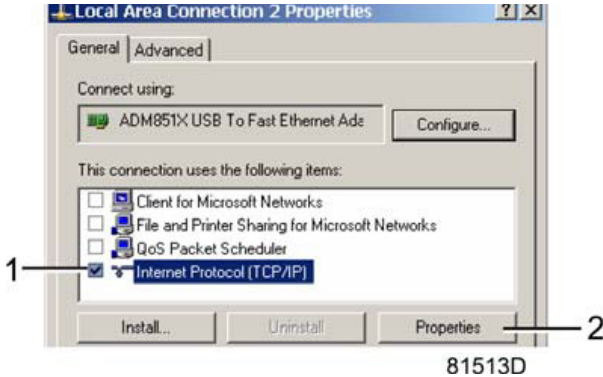 Local Area Connection 2 Properties
General Advanced
Connect using:
ADM851X USB To Fast Ethernet Ada
Configure...
This connection uses the following items:
Client for Microsoft Networks
File and Printer Sharing for Microsoft Networks
QoS Packet Scheduler
1 Internet Protocol (TCP/IP)
Install... Uninstall Properties 2
81513D